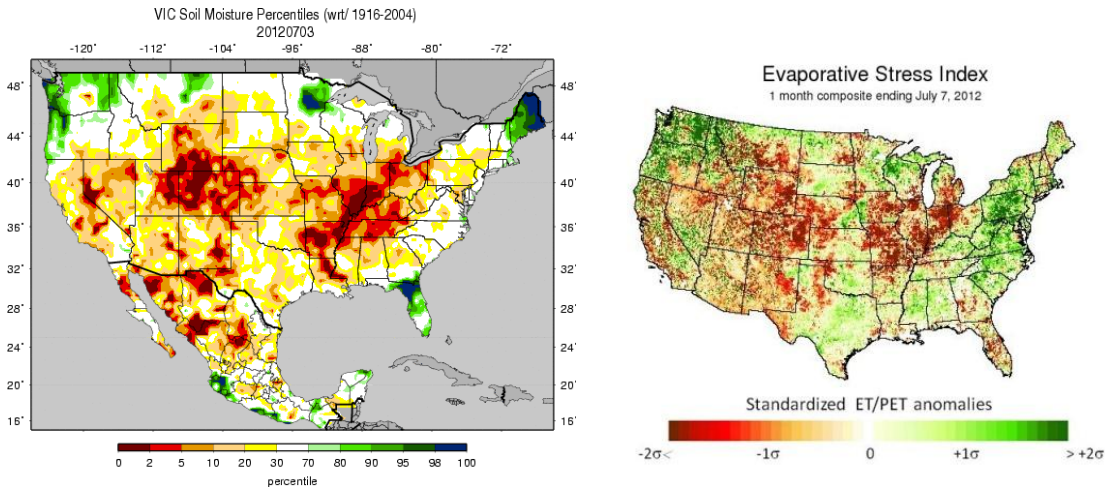 VIC Soil Moisture Percentiles (wrt/ 1916-2004)
20120703
-120˚ -112˚ -104˚ -96˚ -88˚ -80˚ -72˚
48˚
44˚
40˚
36˚
32˚
28˚
24˚
20˚
16˚
0 2 5 10 20 30 70 80 90 95 98 100
percentile
Evaporative Stress Index
1 month composite ending July 7, 2012
Standardized ET/PET anomalies
-2σ< -1σ 0 +1σ > +2σ